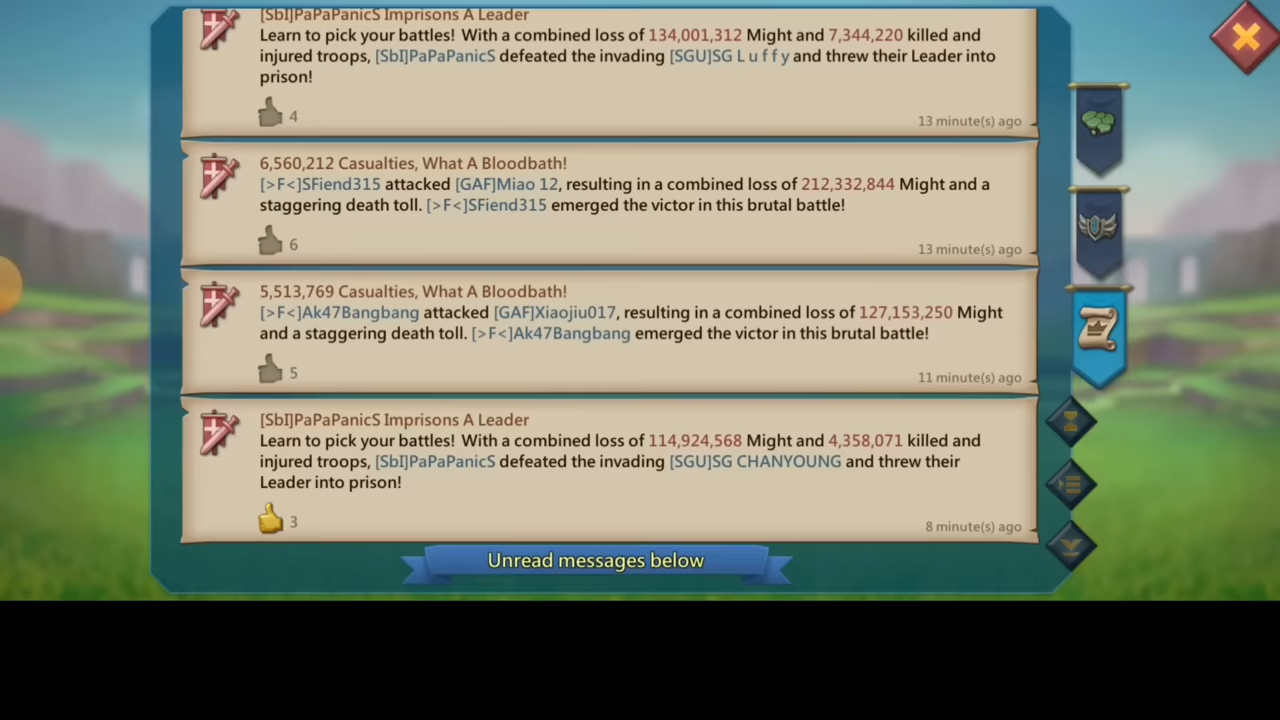 [SbI]PaPaPanicS Imprisons A Leader
Learn to pick your battles! With a combined loss of 134,001,312 Might and 7,344,220 killed and
injured troops, [SbI]PaPaPanicS defeated the invading [SGU]SG L u f f y and threw their Leader into
prison!
4
13 minute(s) ago
6,560,212 Casualties, What A Bloodbath!
[>F<]SFiend315 attacked [GAF]Miao 12, resulting in a combined loss of 212,332,844 Might and a
staggering death toll. [>F<]SFiend315 emerged the victor in this brutal battle!
6
13 minute(s) ago
5,513,769 Casualties, What A Bloodbath!
[>F<]Ak47Bangbang attacked [GAF]Xiaojiu017, resulting in a combined loss of 127,153,250 Might
and a staggering death toll. [>F<]Ak47Bangbang emerged the victor in this brutal battle!
5
11 minute(s) ago
[SbI]PaPaPanicS Imprisons A Leader
Learn to pick your battles! With a combined loss of 114,924,568 Might and 4,358,071 killed and
injured troops, [SbI]PaPaPanicS defeated the invading [SGU]SG CHANYOUNG and threw their
Leader into prison!
3
8 minute(s) ago
Unread messages below